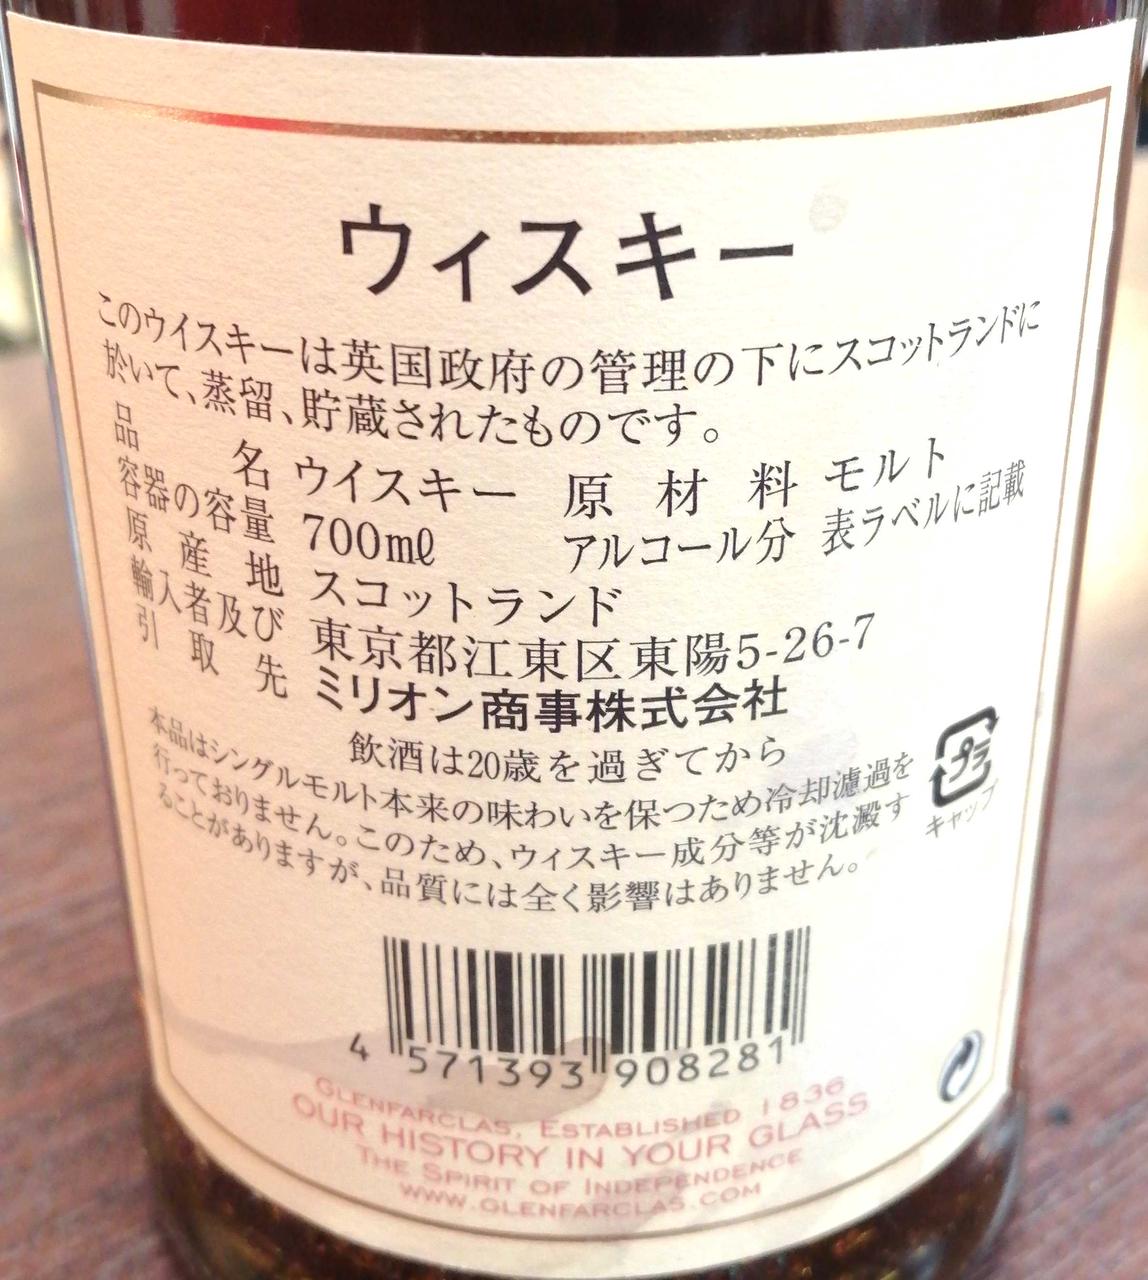 ウィスキー
このウイスキーは英国政府の管理の下にスコットランドに
於いて、蒸留、貯蔵されたものです。
品名 ウイスキー 原材料 モルト
容器の容量 700mℓ アルコール分 表ラベルに記載
原産地 スコットランド
輸入者及び 東京都江東区東陽5-26-7
引取先 ミリオン商事株式会社
飲酒は20歳を過ぎてから
本品はシングルモルト本来の味わいを保つため冷却濾過を
行っておりません。このため、ウィスキー成分等が沈澱す
ることがありますが、品質には全く影響はありません。
プラ
キャップ
4 571393 908281
GLENFARCLAS, ESTABLISHED 1836
OUR HISTORY IN YOUR GLASS
THE SPIRIT OF INDEPENDENCE
WWW.GLENFARCLAS.COM